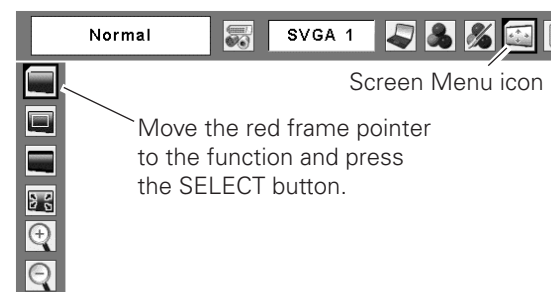 Normal
SVGA 1
Screen Menu icon
Move the red frame pointer
to the function and press
the SELECT button.